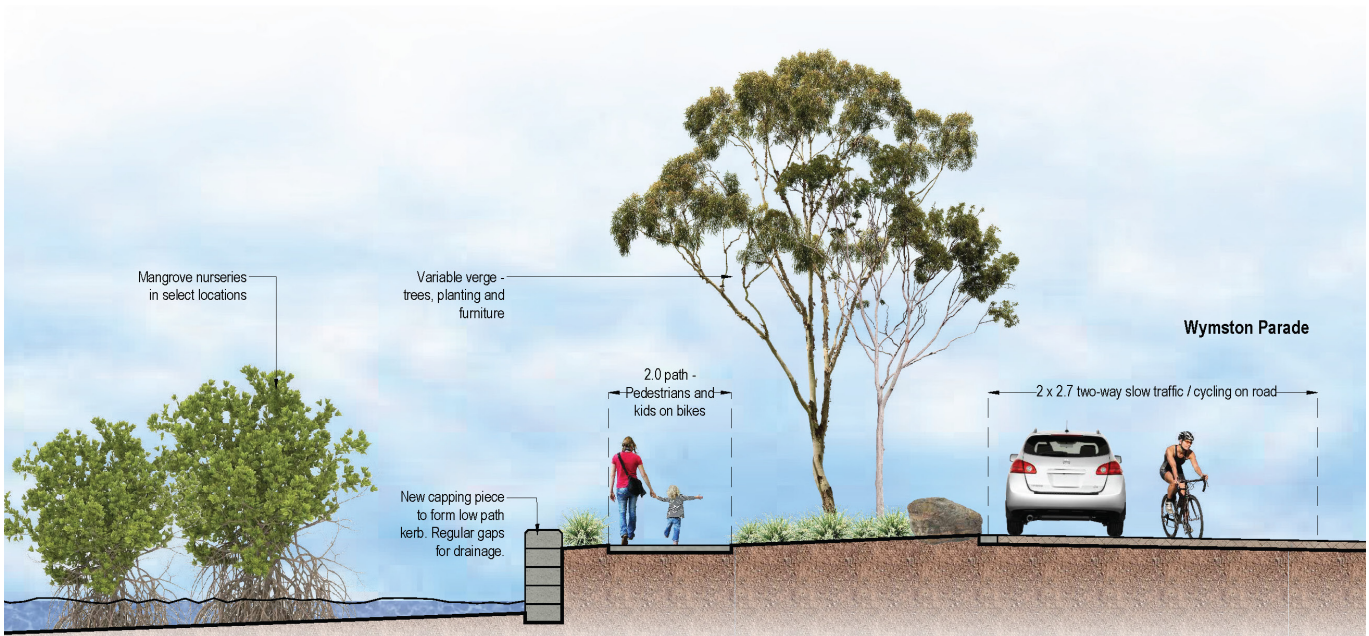 Mangrove nurseries
in select locations
Variable verge -
trees, planting and
furniture
Wymston Parade
2.0 path -
Pedestrians and
kids on bikes
2 x 2.7 two-way slow traffic / cycling on road
New capping piece
to form low path
kerb. Regular gaps
for drainage.